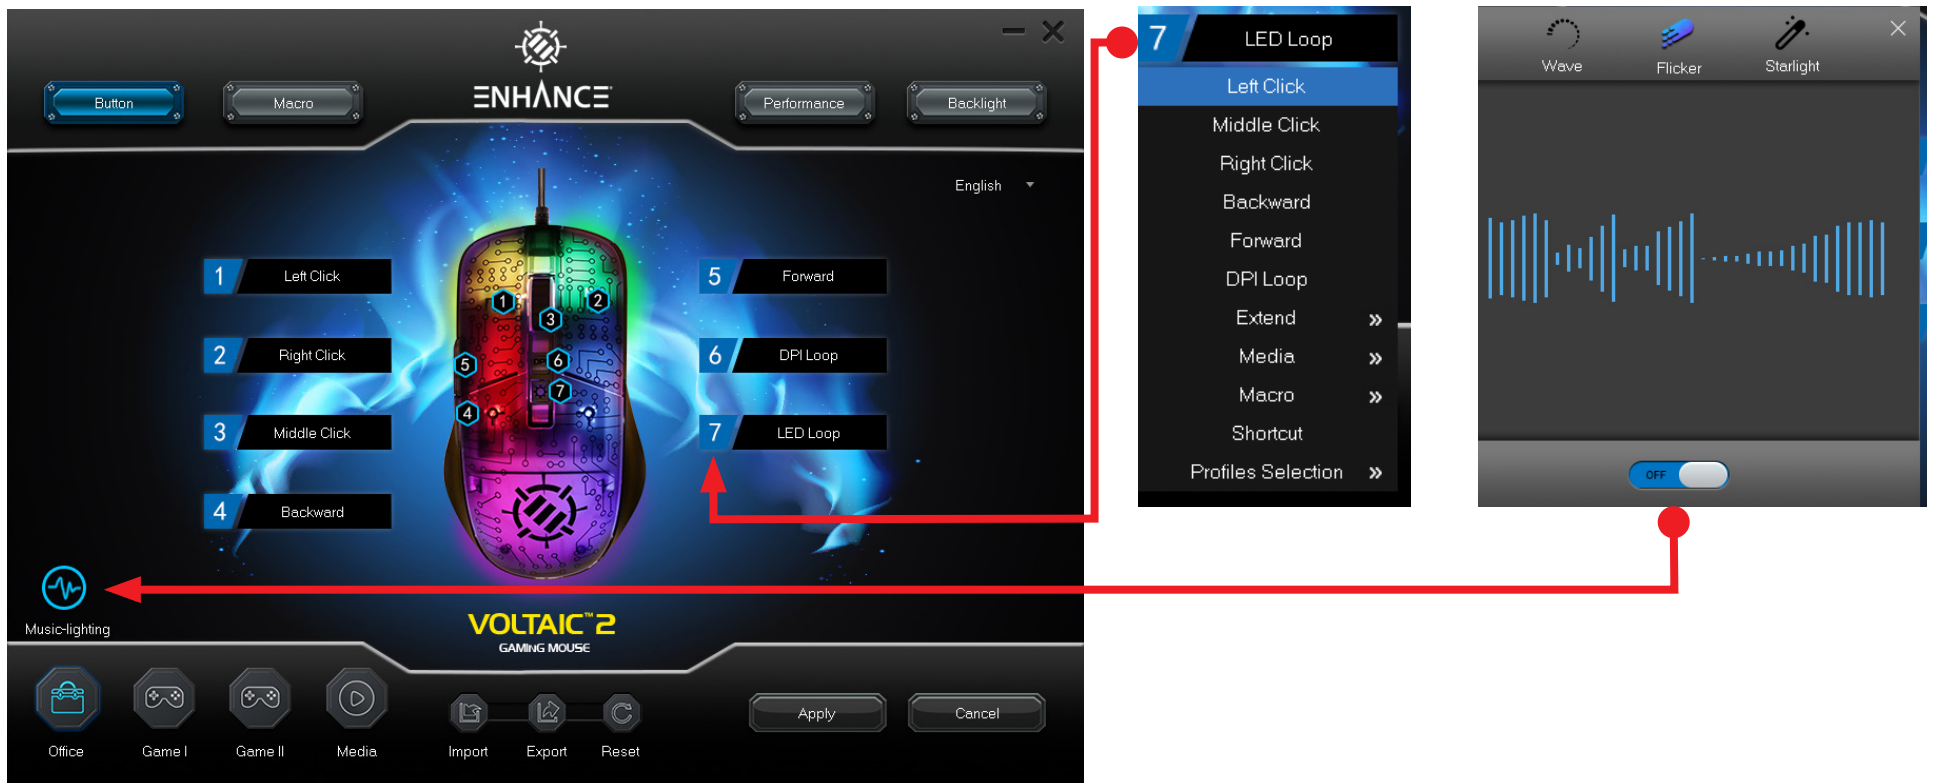 ENHANCE
Button
Macro
Performance
Backlight
English
1 Left Click
2 Right Click
3 Middle Click
4 Backward
5 Forward
6 DPI Loop
7 LED Loop
1
2
3
5
DPI
6
7
4
Music-lighting
VOLTAIC™2
GAMING MOUSE
Office
Game I
Game II
Media
Import
Export
Reset
Apply
Cancel
7 LED Loop
Left Click
Middle Click
Right Click
Backward
Forward
DPI Loop
Extend »
Media »
Macro »
Shortcut
Profiles Selection »
Wave
Flicker
Starlight
OFF